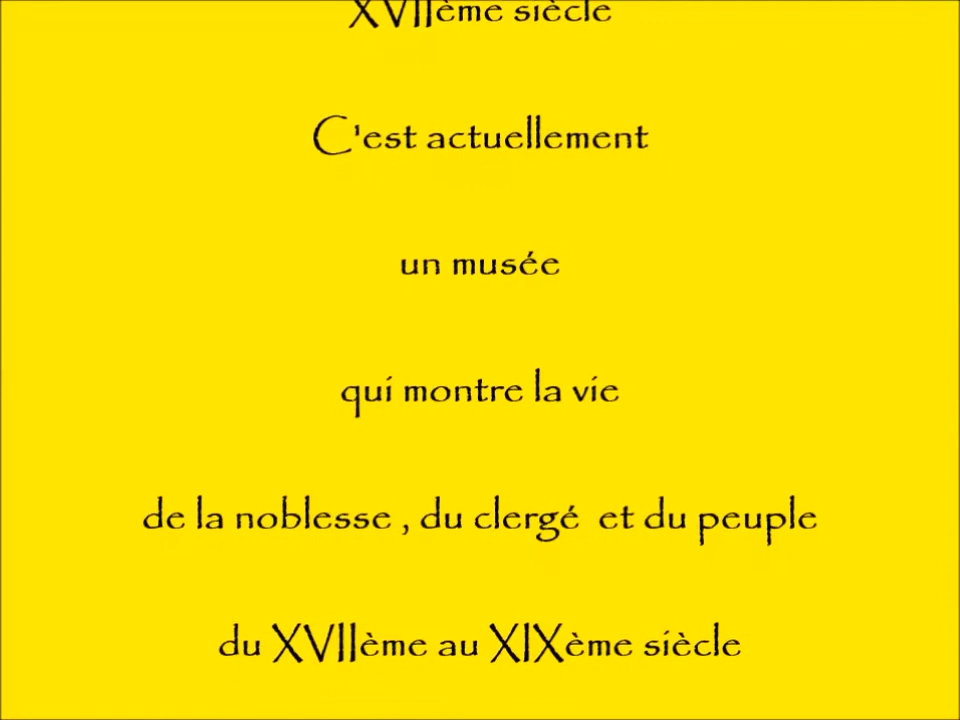 XVIIème siècle
C'est actuellement
un musée
qui montre la vie
de la noblesse , du clergé et du peuple
du XVIIème au XIXème siècle